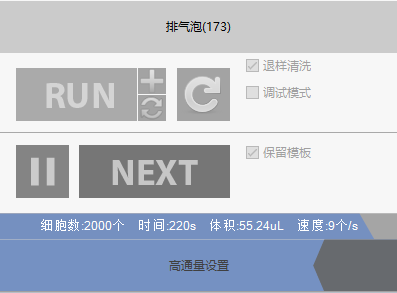 排气泡(173)
RUN
退样清洗
调试模式
NEXT
保留模板
细胞数:2000个 时间:220s 体积:55.24uL 速度:9个/s
高通量设置